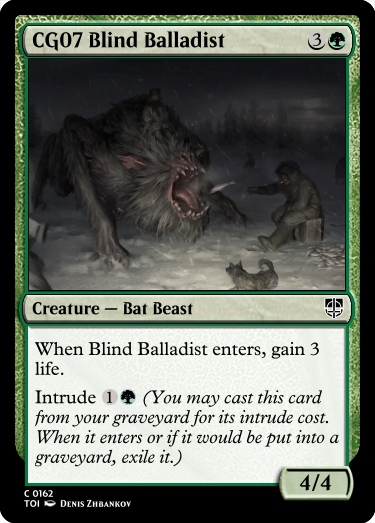 CG07 Blind Balladist 3
Creature — Bat Beast
When Blind Balladist enters, gain 3
life.
Intrude 1 (You may cast this card
from your graveyard for its intrude cost.
When it enters or if it would be put into a
graveyard, exile it.)
4/4
C 0162
TOI DENIS ZHBANKOV